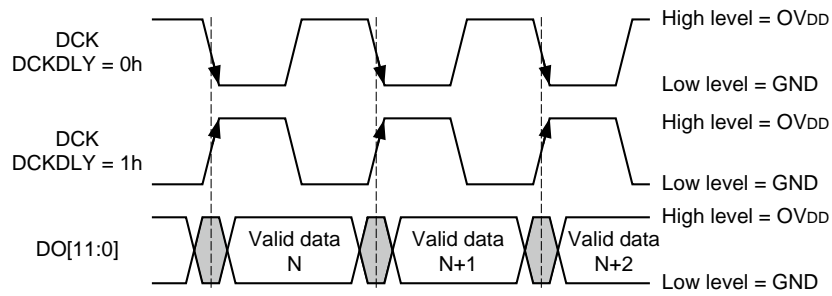 High level = OVDD
DCK
DCKDLY = 0h
Low level = GND
High level = OVDD
DCK
DCKDLY = 1h
Low level = GND
High level = OVDD
DO[11:0]
Valid data
N
Valid data
N+1
Valid data
N+2
Low level = GND